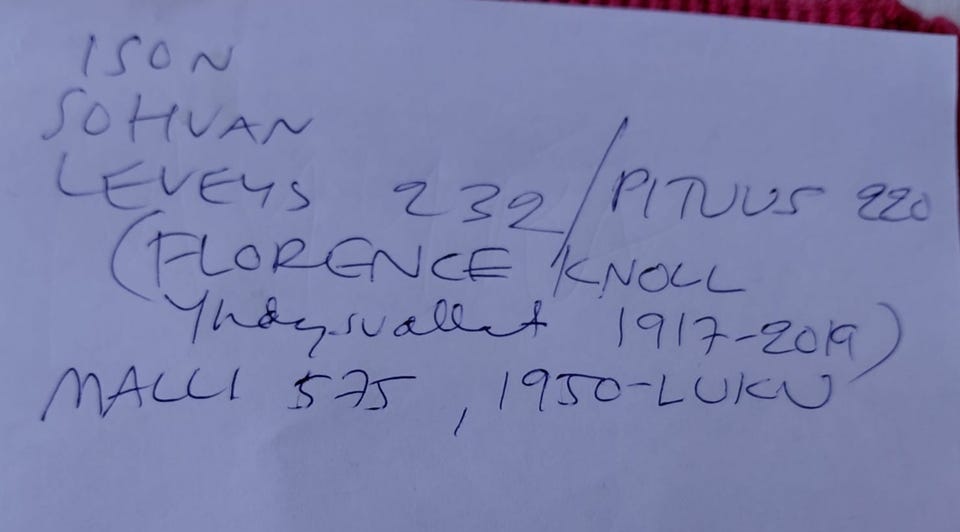 ISON
SOHVAN
LEVEYS 232/PITUUS 220
(FLORENCE KNOLL
Yhdysvallat 1917-2019)
MALLI 575, 1950-LUKU